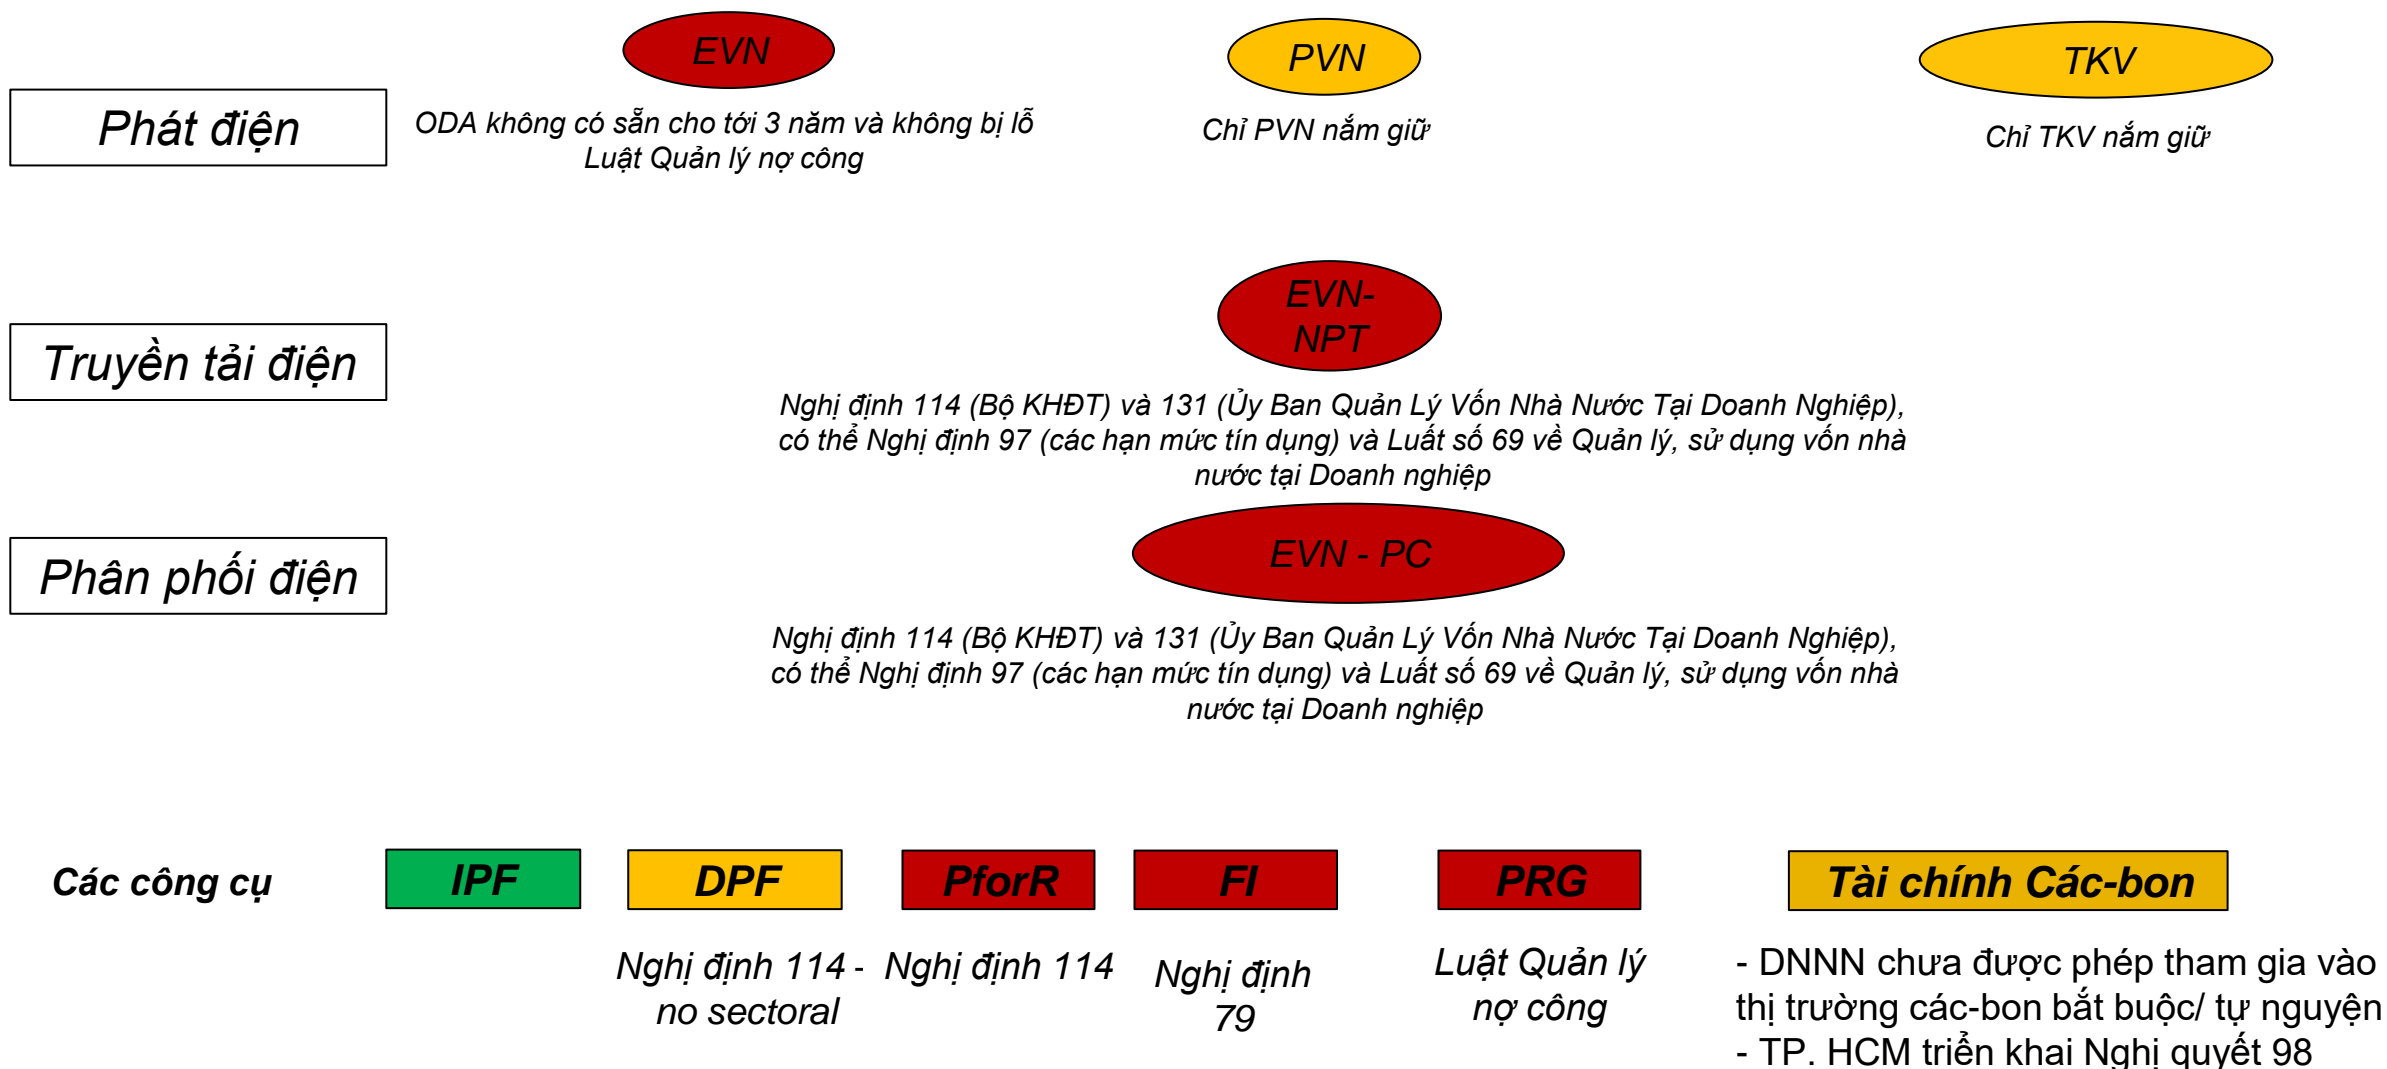 EVN
PVN
TKV
Phát điện
ODA không có sẵn cho tới 3 năm và không bị lỗ
Luật Quản lý nợ công
Chỉ PVN nắm giữ
Chỉ TKV nắm giữ
EVN-
NPT
Truyền tải điện
Nghị định 114 (Bộ KHĐT) và 131 (Ủy Ban Quản Lý Vốn Nhà Nước Tại Doanh Nghiệp),
có thể Nghị định 97 (các hạn mức tín dụng) và Luất số 69 về Quản lý, sử dụng vốn nhà
nước tại Doanh nghiệp
EVN - PC
Phân phối điện
Nghị định 114 (Bộ KHĐT) và 131 (Ủy Ban Quản Lý Vốn Nhà Nước Tại Doanh Nghiệp),
có thể Nghị định 97 (các hạn mức tín dụng) và Luất số 69 về Quản lý, sử dụng vốn nhà
nước tại Doanh nghiệp
Các công cụ
IPF
DPF
PforR
FI
PRG
Tài chính Các-bon
Nghị định 114 -
no sectoral
Nghị định 114
Nghị định
79
Luật Quản lý
nợ công
- DNNN chưa được phép tham gia vào
thị trường các-bon bắt buộc/ tự nguyện
- TP. HCM triển khai Nghị quyết 98